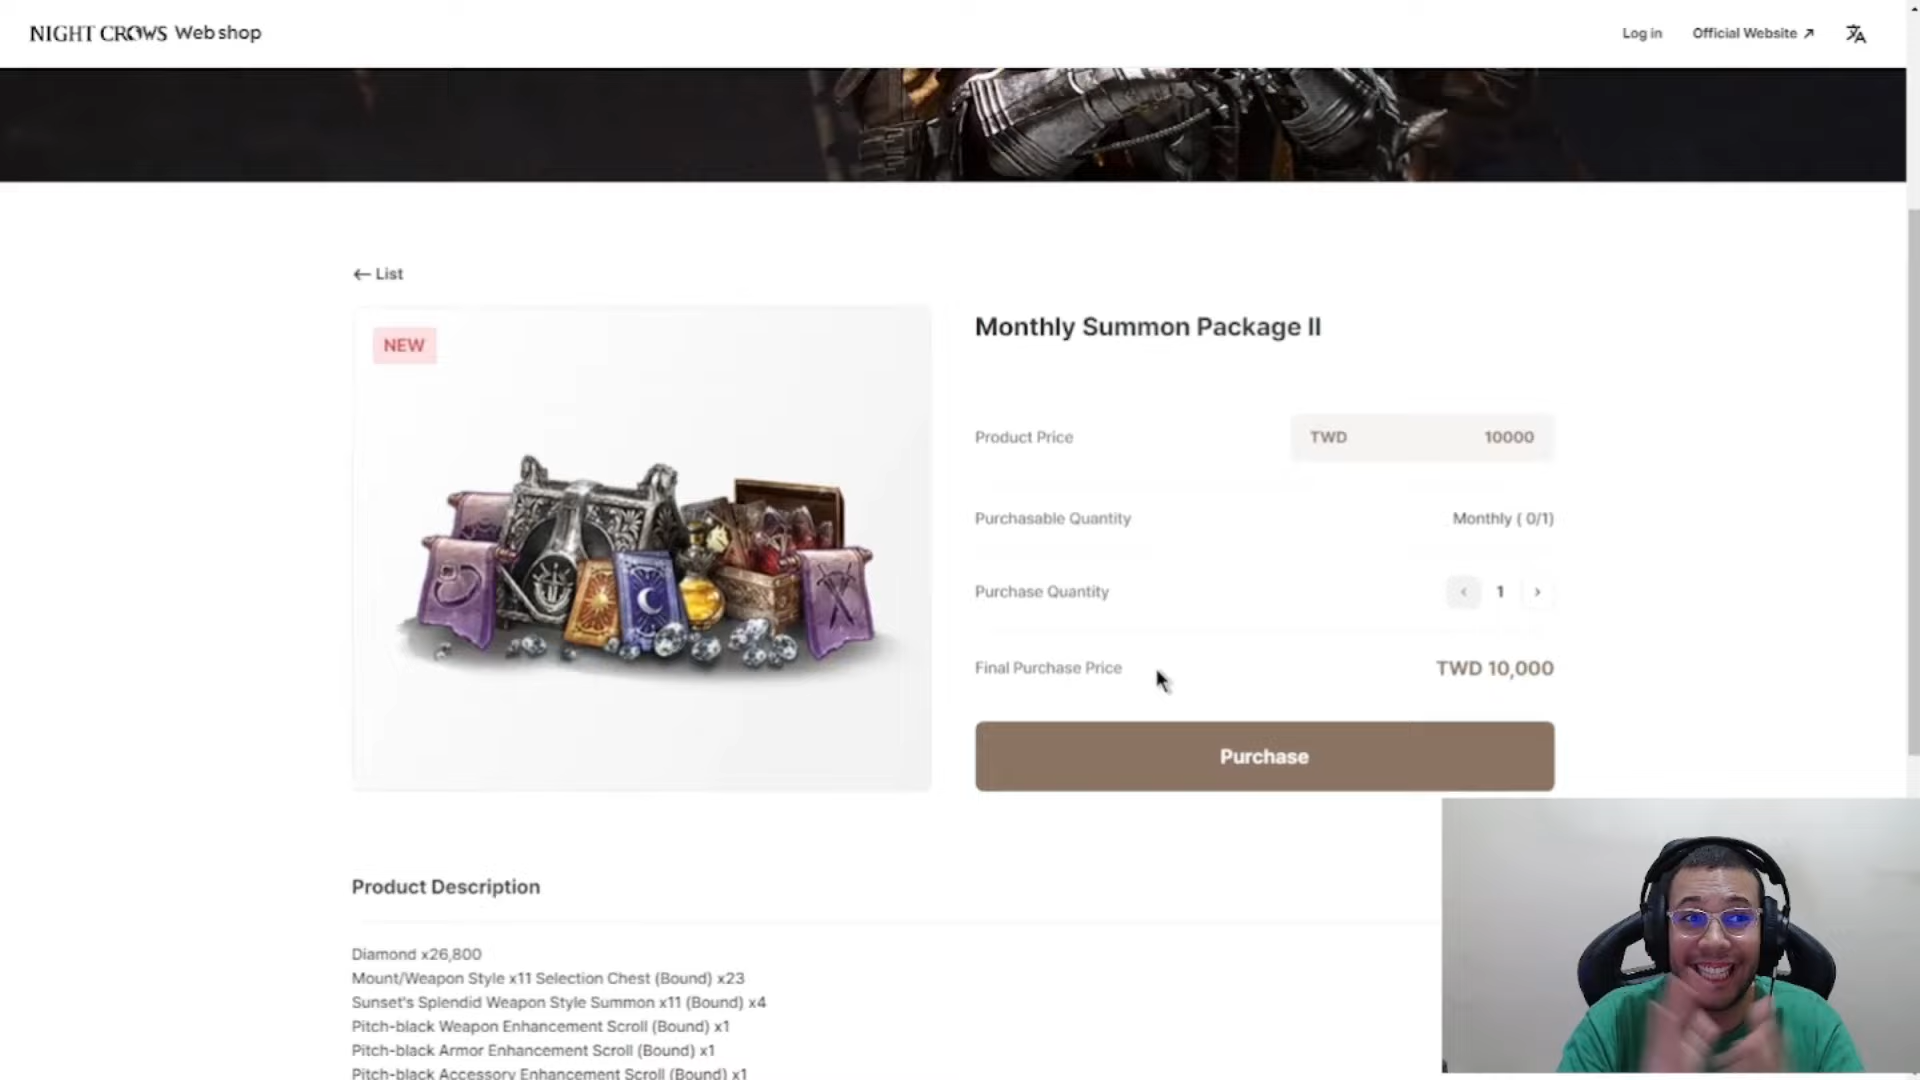 NIGHT CROWS Web shop
Log in
Official Website
List
NEW
Monthly Summon Package II
Product Price
TWD
10000
Purchasable Quantity
Monthly ( 0/1)
Purchase Quantity
1
Final Purchase Price
TWD 10,000
Purchase
Product Description
Diamond x26,800
Mount/Weapon Style x11 Selection Chest (Bound) x23
Sunset's Splendid Weapon Style Summon x11 (Bound) x4
Pitch-black Weapon Enhancement Scroll (Bound) x1
Pitch-black Armor Enhancement Scroll (Bound) x1
Pitch-black Accessory Enhancement Scroll (Bound) x1